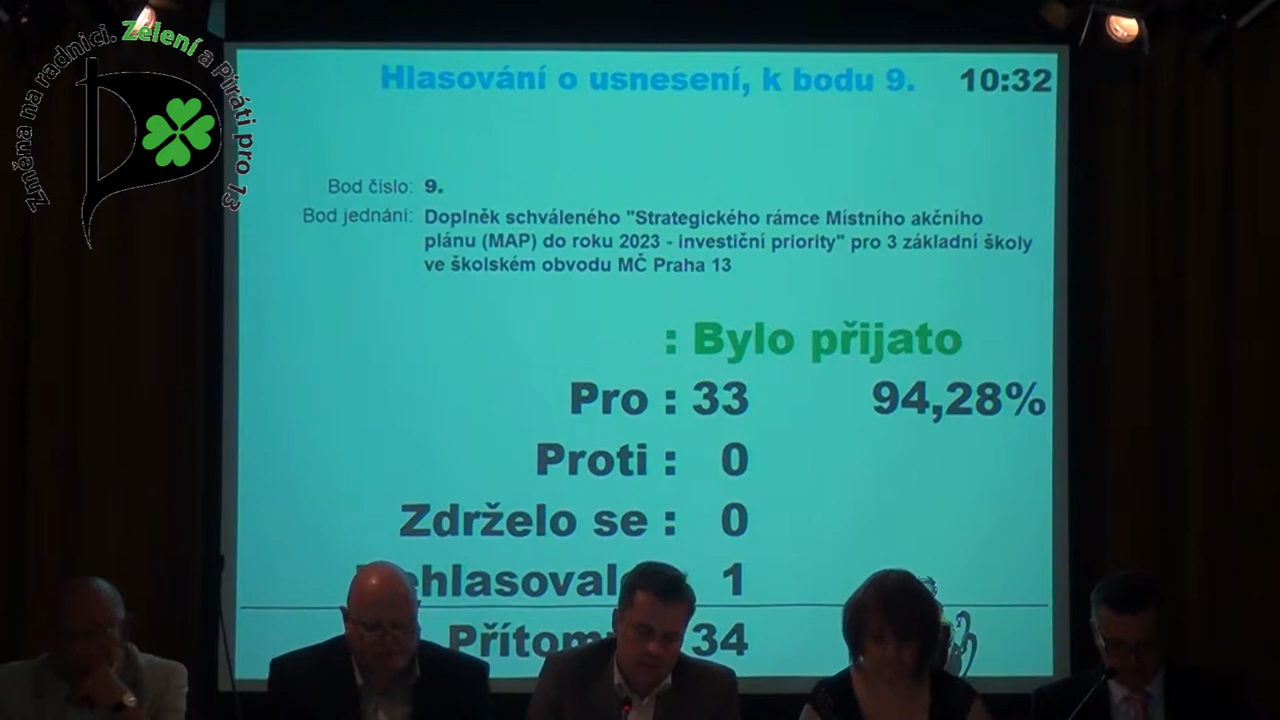 Změna na radnici. Zelení a Piráti pro 13
Hlasování o usnesení, k bodu 9. 10:32
Bod číslo: 9.
Bod jednání: Doplněk schváleného "Strategického rámce Místního akčního
plánu (MAP) do roku 2023 - investiční priority" pro 3 základní školy
ve školském obvodu MČ Praha 13
: Bylo přijato
Pro : 33 94,28%
Proti : 0
Zdrželo se : 0
1
34